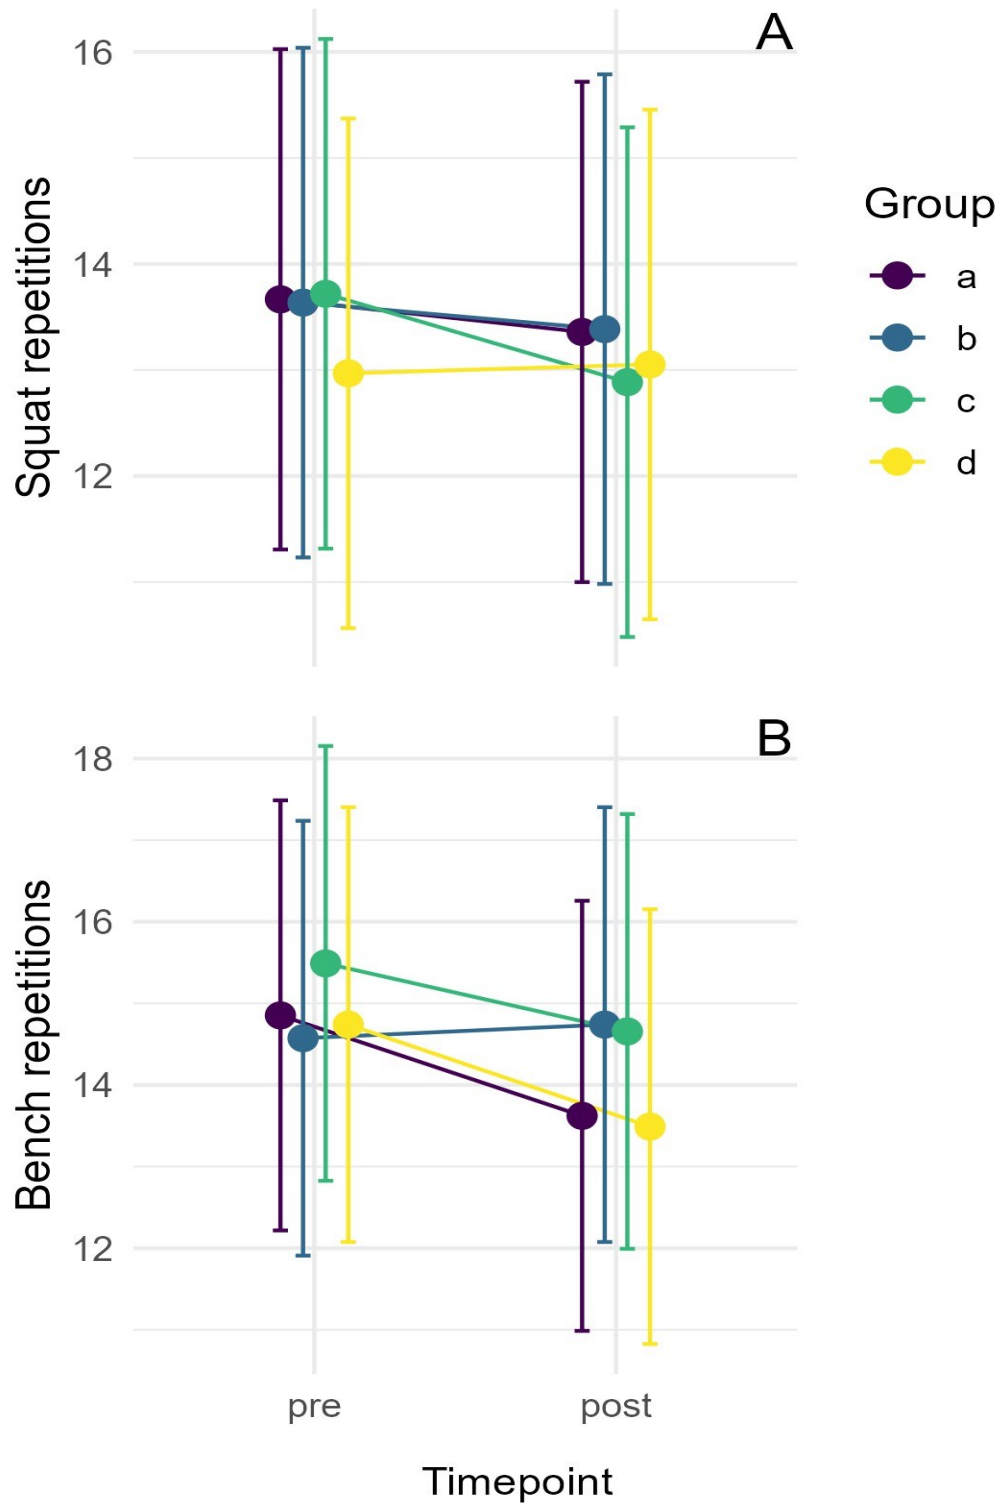 A
16
14
12
Squat repetitions
Group
a
b
c
d
B
18
16
14
12
Bench repetitions
pre
post
Timepoint